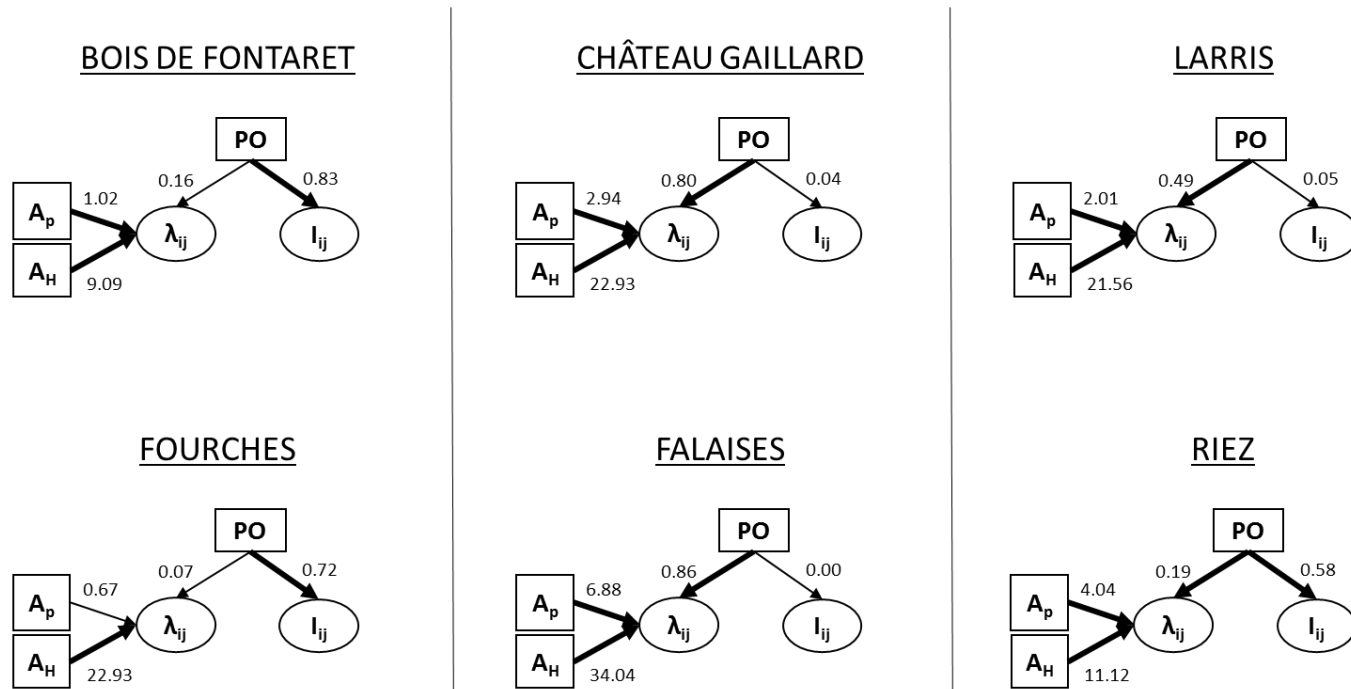 BOIS DE FONTARET
PO
0.16
0.83
1.02
Ap
λij
Iij
AH
9.09
CHÂTEAU GAILLARD
PO
0.80
0.04
2.94
Ap
λij
Iij
AH
22.93
LARRIS
PO
0.49
0.05
2.01
Ap
λij
Iij
AH
21.56
FOURCHES
PO
0.07
0.72
0.67
Ap
λij
Iij
AH
22.93
FALAISES
PO
0.86
0.00
6.88
Ap
λij
Iij
AH
34.04
RIEZ
PO
0.19
0.58
4.04
Ap
λij
Iij
AH
11.12